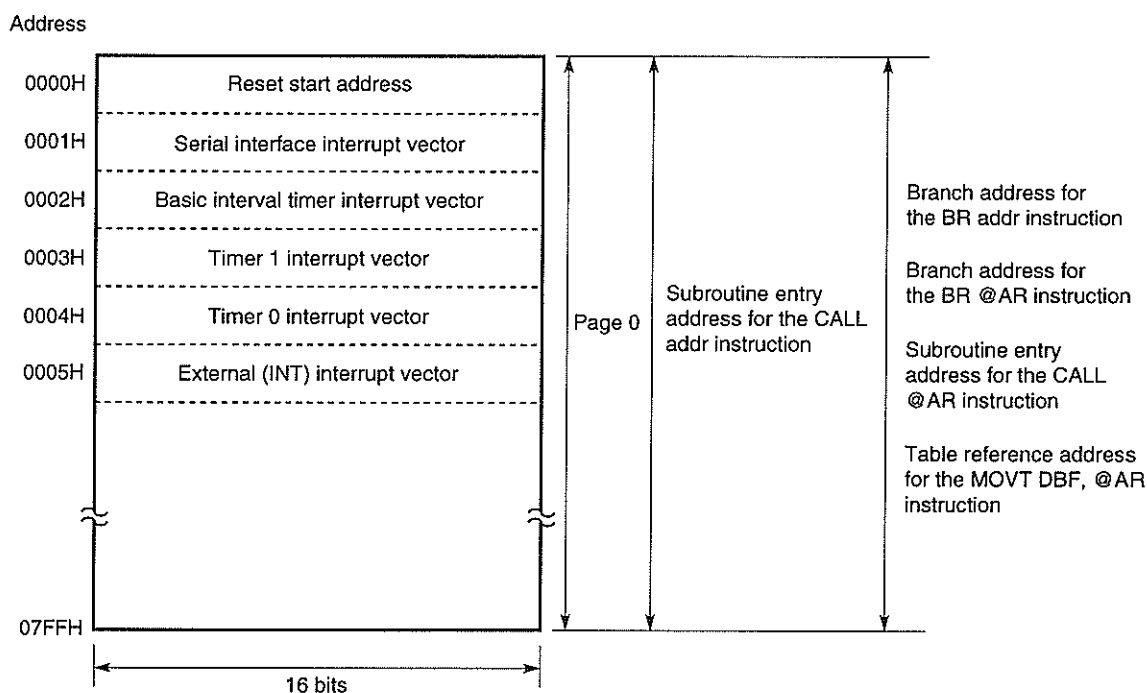 Address
0000H
Reset start address
0001H
Serial interface interrupt vector
0002H
Basic interval timer interrupt vector
0003H
Timer 1 interrupt vector
0004H
Timer 0 interrupt vector
0005H
External (INT) interrupt vector
07FFH
16 bits
Page 0
Subroutine entry
address for the CALL
addr instruction
Branch address for
the BR addr instruction
Branch address for
the BR @AR instruction
Subroutine entry
address for the CALL
@AR instruction
Table reference address
for the MOVT DBF, @AR
instruction